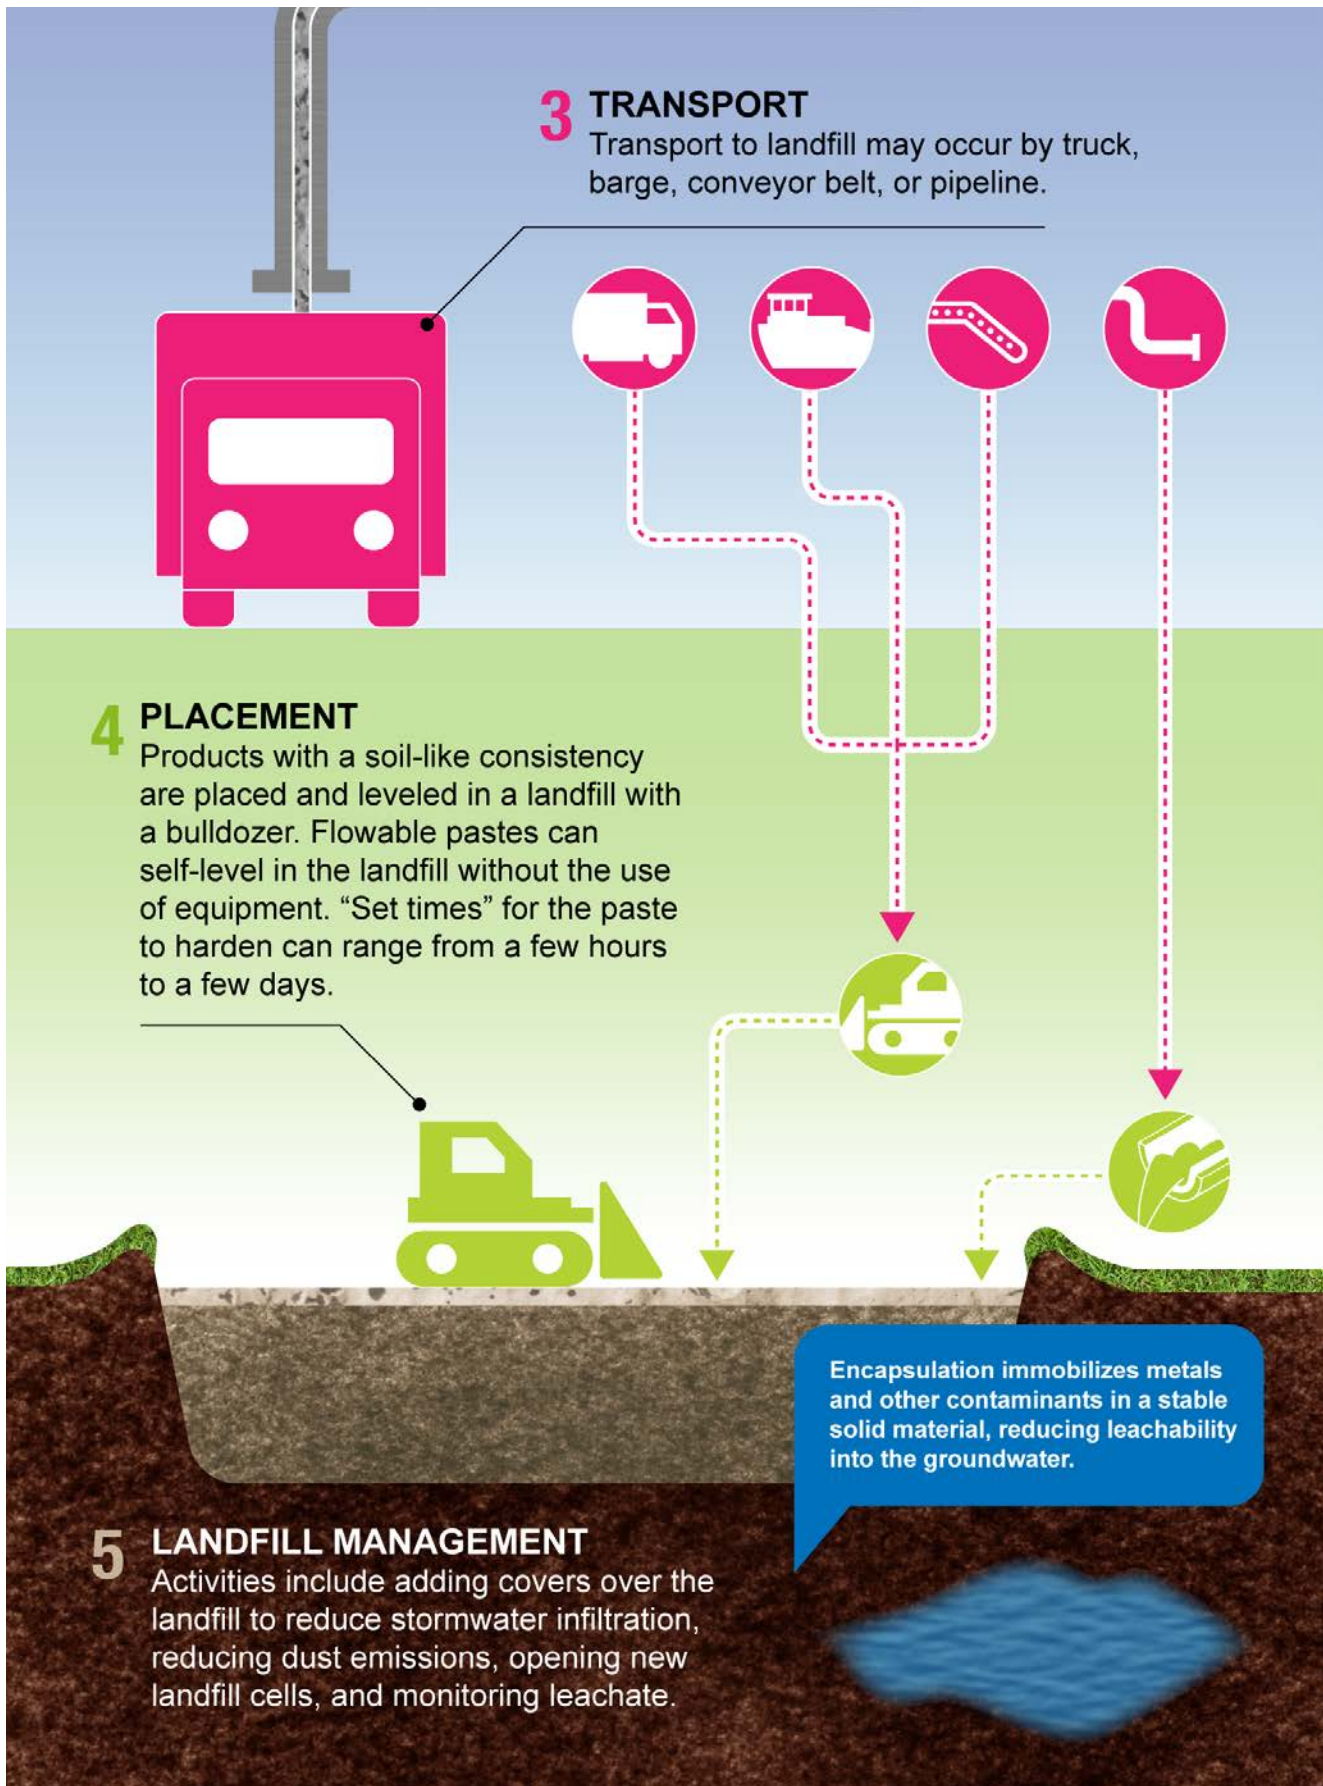 3 TRANSPORT
Transport to landfill may occur by truck,
barge, conveyor belt, or pipeline.
4 PLACEMENT
Products with a soil-like consistency
are placed and leveled in a landfill with
a bulldozer. Flowable pastes can
self-level in the landfill without the use
of equipment. “Set times” for the paste
to harden can range from a few hours
to a few days.
Encapsulation immobilizes metals
and other contaminants in a stable
solid material, reducing leachability
into the groundwater.
5 LANDFILL MANAGEMENT
Activities include adding covers over the
landfill to reduce stormwater infiltration,
reducing dust emissions, opening new
landfill cells, and monitoring leachate.